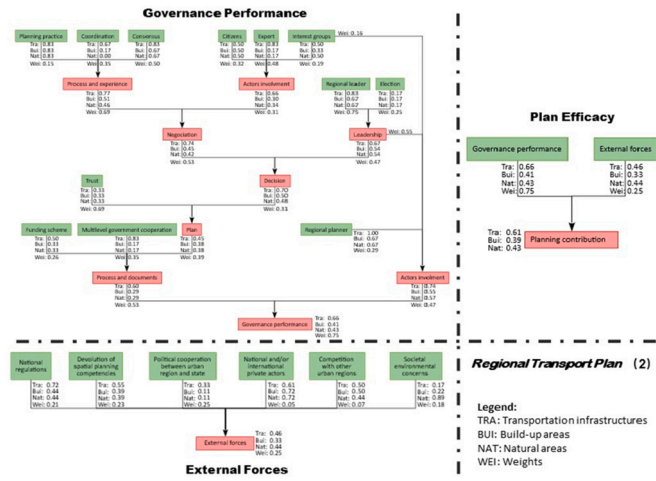 Governance Performance
Planning practice
Tra: 0.83
Bui: 0.83
Nat: 0.83
Wei: 0.15
Coordination
Tra: 0.67
Bui: 0.17
Nat: 0.00
Wei: 0.35
Consensus
Tra: 0.83
Bui: 0.67
Nat: 0.67
Wei: 0.50
Citizens
Tra: 0.50
Bui: 0.50
Nat: 0.50
Wei: 0.32
Expert
Tra: 0.83
Bui: 0.17
Nat: 0.17
Wei: 0.48
Interest groups
Tra: 0.50
Bui: 0.33
Nat: 0.50
Wei: 0.19
Wei: 0.16
Process and experience
Tra: 0.77
Bui: 0.51
Nat: 0.46
Wei: 0.69
Actors involvment
Tra: 0.66
Bui: 0.30
Nat: 0.34
Wei: 0.31
Regional leader
Tra: 0.83
Bui: 0.67
Nat: 0.67
Wei: 0.75
Election
Tra: 0.17
Bui: 0.17
Nat: 0.17
Wei: 0.25
Negotiation
Tra: 0.74
Bui: 0.45
Nat: 0.42
Wei: 0.53
Leadership
Wei: 0.55
Tra: 0.67
Bui: 0.54
Nat: 0.54
Wei: 0.47
Trust
Tra: 0.33
Bui: 0.33
Nat: 0.33
Wei: 0.69
Decision
Tra: 0.70
Bui: 0.50
Nat: 0.48
Wei: 0.31
Funding scheme
Tra: 0.50
Bui: 0.33
Nat: 0.33
Wei: 0.26
Multilevel government cooperation
Tra: 0.83
Bui: 0.17
Nat: 0.17
Wei: 0.35
Plan
Tra: 0.45
Bui: 0.38
Nat: 0.38
Wei: 0.39
Regional planner
Tra: 1.00
Bui: 0.67
Nat: 0.67
Wei: 0.29
Process and documents
Tra: 0.60
Bui: 0.29
Nat: 0.29
Wei: 0.53
Actors involment
Tra: 0.74
Bui: 0.55
Nat: 0.57
Wei: 0.47
Governance performance
Tra: 0.66
Bui: 0.41
Nat: 0.43
Wei: 0.75
Plan Efficacy
Governance performance
Tra: 0.66
Bui: 0.41
Nat: 0.43
Wei: 0.75
External forces
Tra: 0.46
Bui: 0.33
Nat: 0.44
Wei: 0.25
Planning contribution
Tra: 0.61
Bui: 0.39
Nat: 0.43
National
regulations
Tra: 0.72
Bui: 0.44
Nat: 0.44
Wei: 0.21
Devolution of
spatial planning
competencies
Tra: 0.55
Bui: 0.39
Nat: 0.39
Wei: 0.23
Political cooperation
between urban
region and state
Tra: 0.33
Bui: 0.11
Nat: 0.11
Wei: 0.25
National and/or
international
private actors
Tra: 0.61
Bui: 0.72
Nat: 0.72
Wei: 0.05
Competition
with other
urban regions
Tra: 0.50
Bui: 0.50
Nat: 0.44
Wei: 0.07
Societal
environmental
concerns
Tra: 0.17
Bui: 0.22
Nat: 0.89
Wei: 0.18
External forces
Tra: 0.46
Bui: 0.33
Nat: 0.44
Wei: 0.25
External Forces
Regional Transport Plan (2)
Legend:
TRA: Transportation infrastructures
BUI: Build-up areas
NAT: Natural areas
WEI: Weights